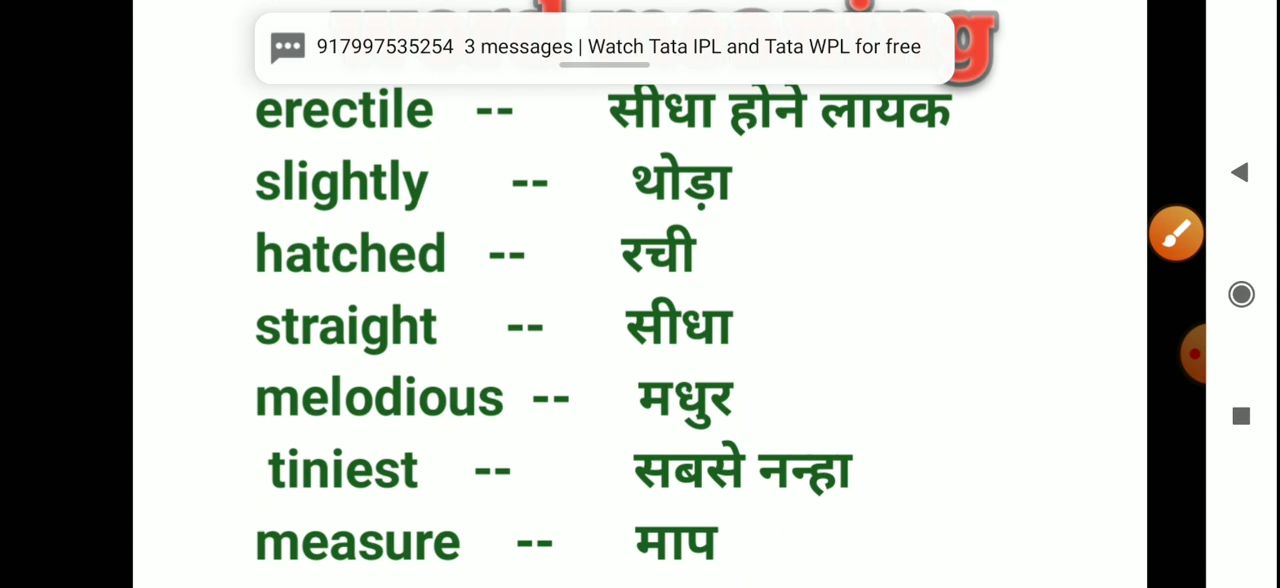 917997535254 3 messages | Watch Tata IPL and Tata WPL for free
erectile -- सीधा होने लायक
slightly -- थोड़ा
hatched -- रची
straight -- सीधा
melodious -- मधुर
tiniest -- सबसे नन्हा
measure -- माप